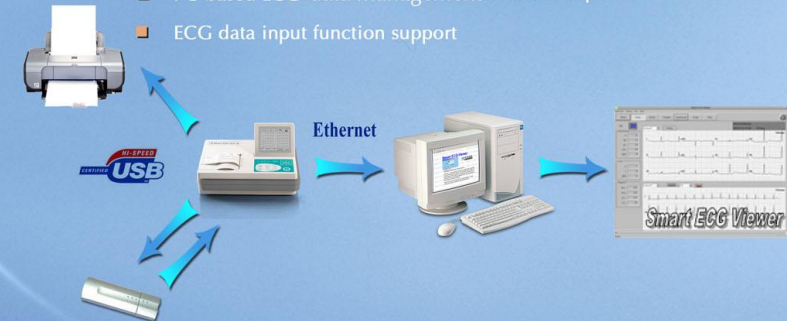 ECG data input function support
Ethernet
HI-SPEED
CERTIFIED USB
Smart ECG Viewer